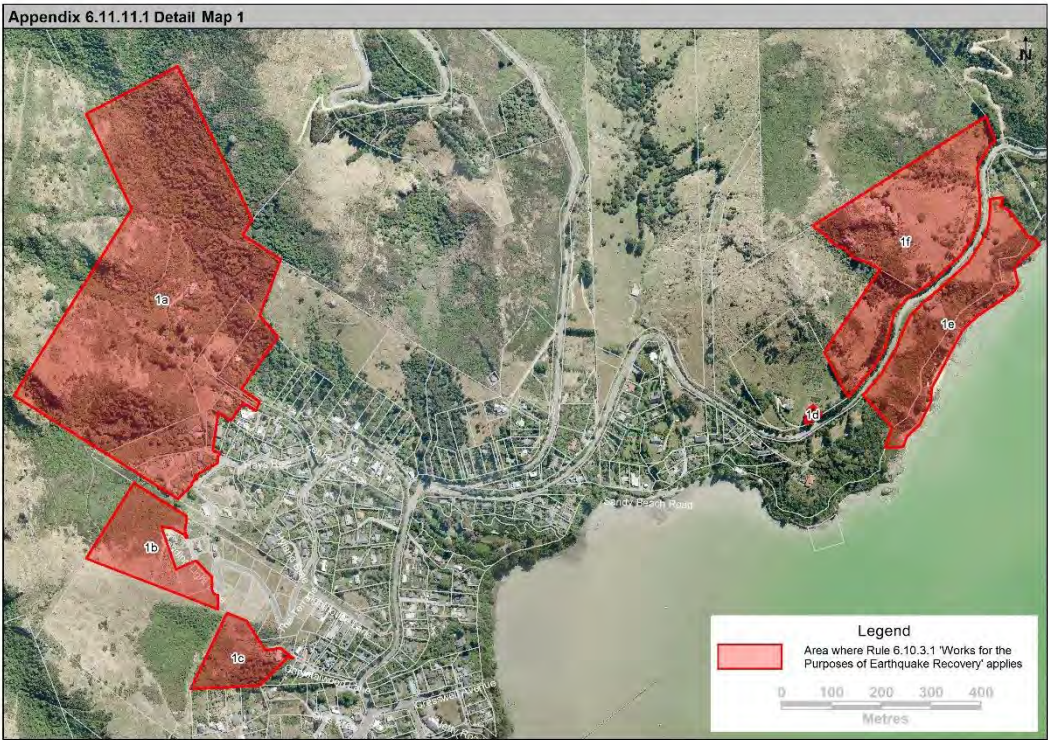 Appendix 6.11.11.1 Detail Map 1
N
1a
1f
1e
1d
Sandy Beach Road
1b
1c
Legend
Area where Rule 6.10.3.1 'Works for the
Purposes of Earthquake Recovery' applies
0 100 200 300 400
Metres